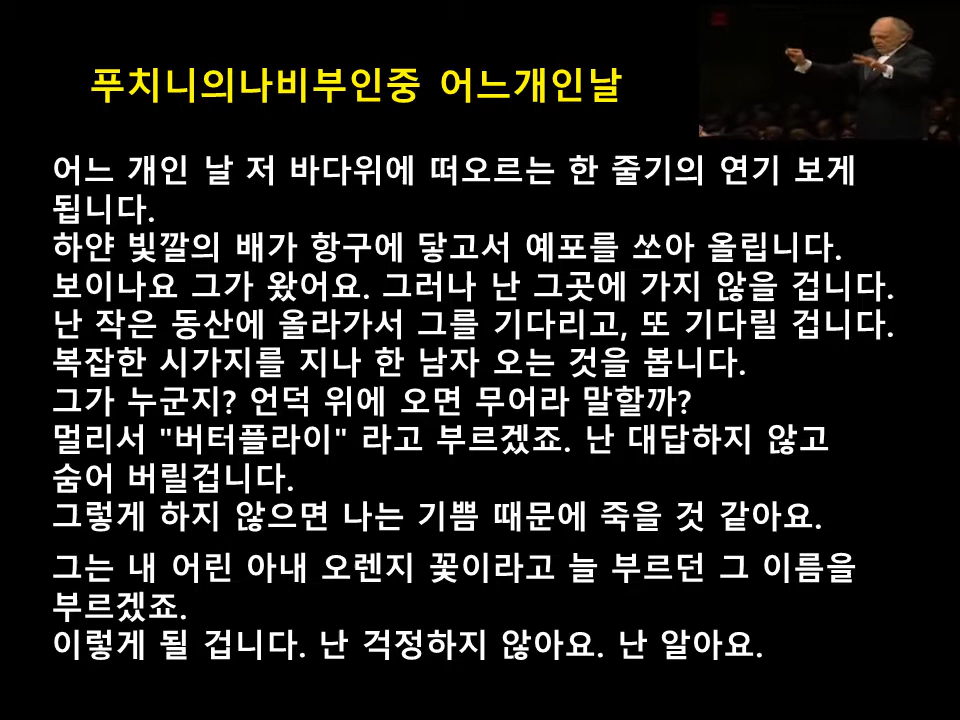 푸치니의나비부인중 어느개인날
어느 개인 날 저 바다위에 떠오르는 한 줄기의 연기 보게
됩니다.
하얀 빛깔의 배가 항구에 닿고서 예포를 쏘아 올립니다.
보이나요 그가 왔어요. 그러나 난 그곳에 가지 않을 겁니다.
난 작은 동산에 올라가서 그를 기다리고, 또 기다릴 겁니다.
복잡한 시가지를 지나 한 남자 오는 것을 봅니다.
그가 누군지? 언덕 위에 오면 무어라 말할까?
멀리서 "버터플라이" 라고 부르겠죠. 난 대답하지 않고
숨어 버릴겁니다.
그렇게 하지 않으면 나는 기쁨 때문에 죽을 것 같아요.
그는 내 어린 아내 오렌지 꽃이라고 늘 부르던 그 이름을
부르겠죠.
이렇게 될 겁니다. 난 걱정하지 않아요. 난 알아요.